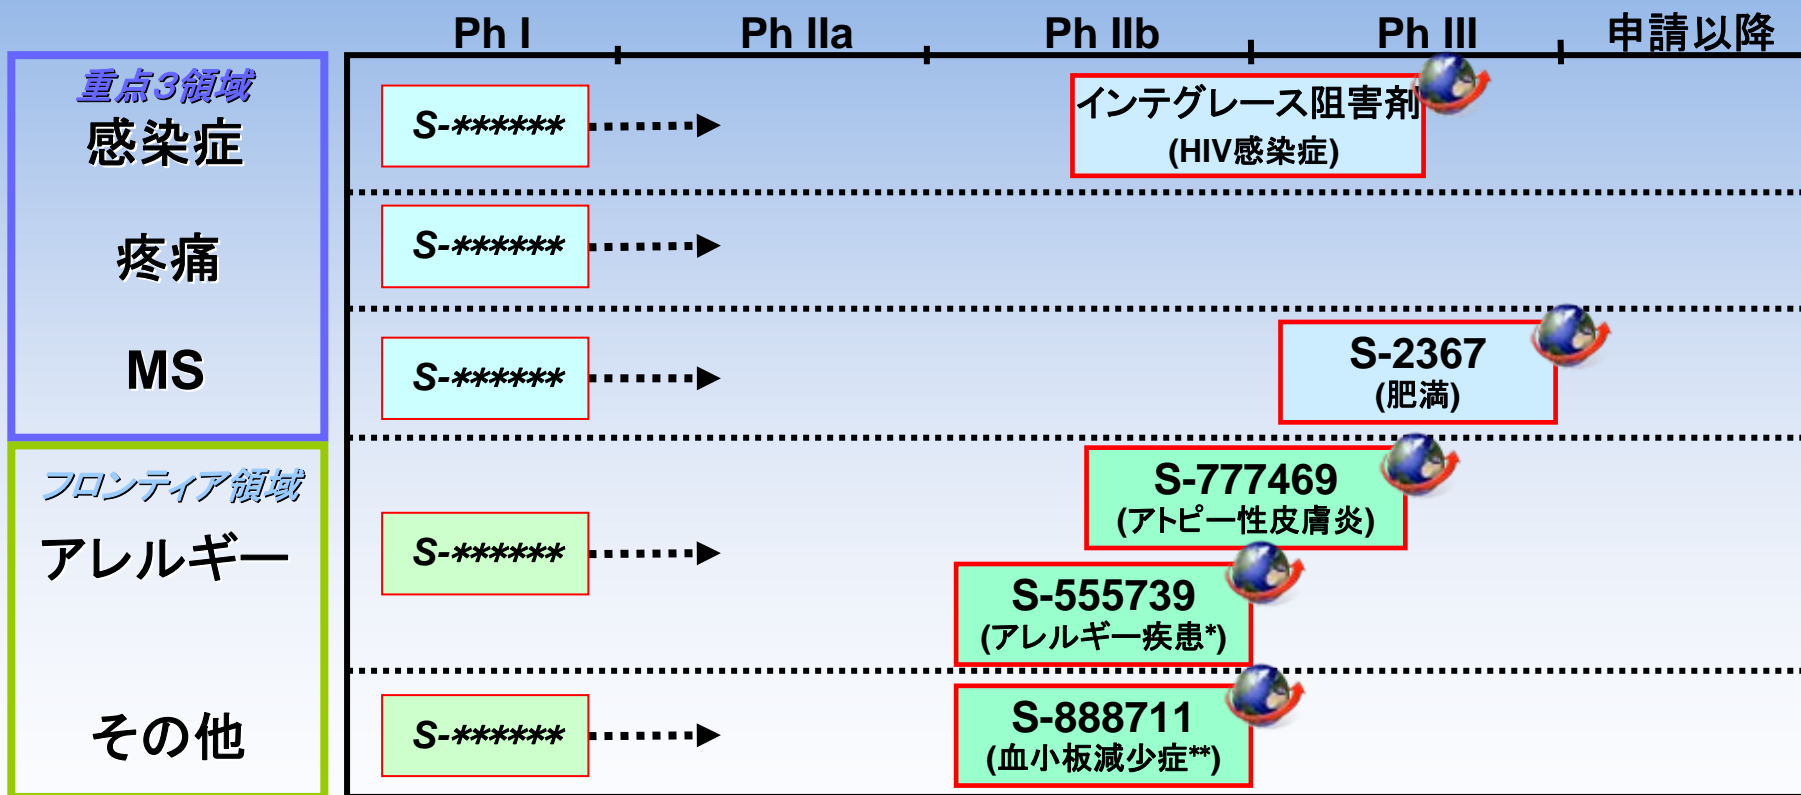 Ph I Ph IIa Ph IIb Ph III 申請以降
重点3領域
感染症
S-******
インテグレース阻害剤
(HIV感染症)
疼痛
S-******
MS
S-******
S-2367
(肥満)
フロンティア領域
アレルギー
S-******
S-777469
(アトピー性皮膚炎)
S-555739
(アレルギー疾患*)
その他
S-******
S-888711
(血小板減少症**)